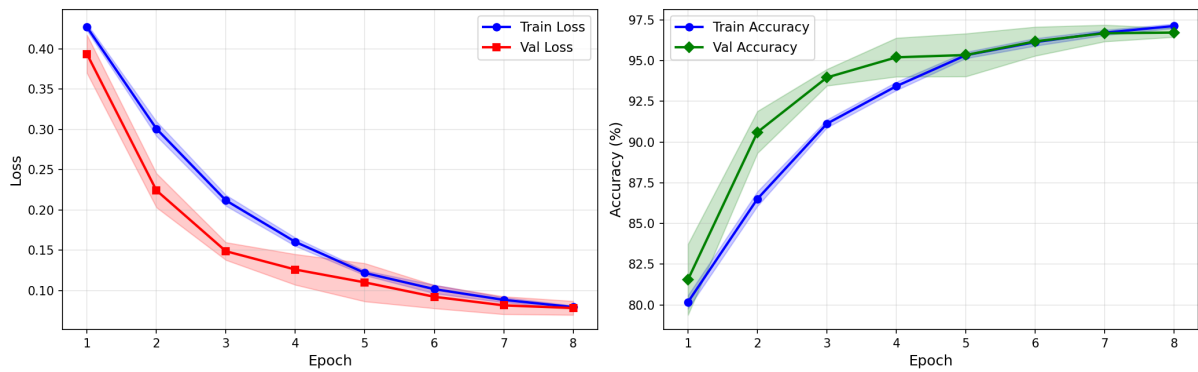 0.40
0.35
0.30
0.25
0.20
0.15
0.10
Loss
1 2 3 4 5 6 7 8
Epoch
Train Loss
Val Loss
97.5
95.0
92.5
90.0
87.5
85.0
82.5
80.0
Accuracy (%)
1 2 3 4 5 6 7 8
Epoch
Train Accuracy
Val Accuracy